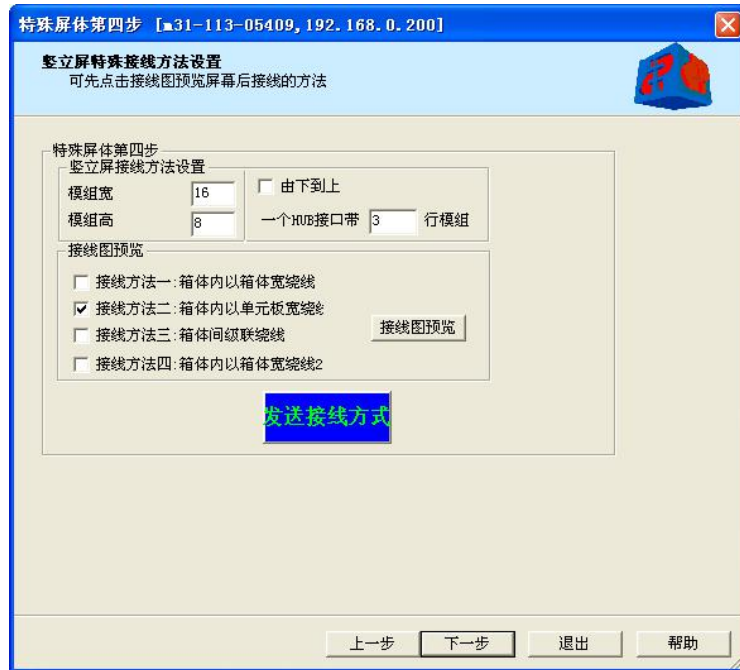 特殊屏体第四步 [m31-113-05409,192.168.0.200]
竖立屏特殊接线方法设置
可先点击接线图预览屏幕后接线的方法
特殊屏体第四步
竖立屏接线方法设置
模组宽 16
模组高 8
由下到上
一个HUB接口带 3 行模组
接线图预览
接线方法一:箱体内以箱体宽绕线
接线方法二:箱体内以单元板宽绕
接线方法三:箱体间级联绕线
接线方法四:箱体内以箱体宽绕线2
接线图预览
发送接线方式
上一步 下一步 退出 帮助